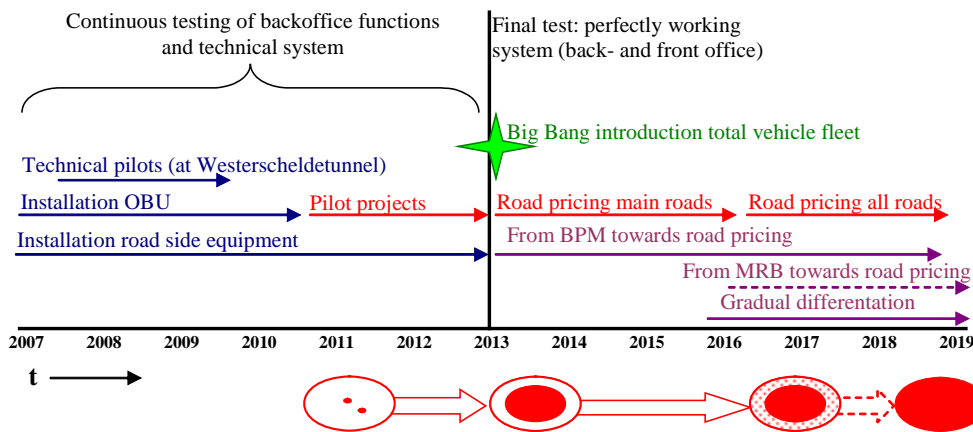 Continuous testing of backoffice functions
and technical system
Final test: perfectly working
system (back- and front office)
Big Bang introduction total vehicle fleet
Technical pilots (at Westerscheldetunnel)
Installation OBU
Pilot projects
Road pricing main roads
Road pricing all roads
Installation road side equipment
From BPM towards road pricing
From MRB towards road pricing
Gradual differentation
2007 2008 2009 2010 2011 2012 2013 2014 2015 2016 2017 2018 2019
t